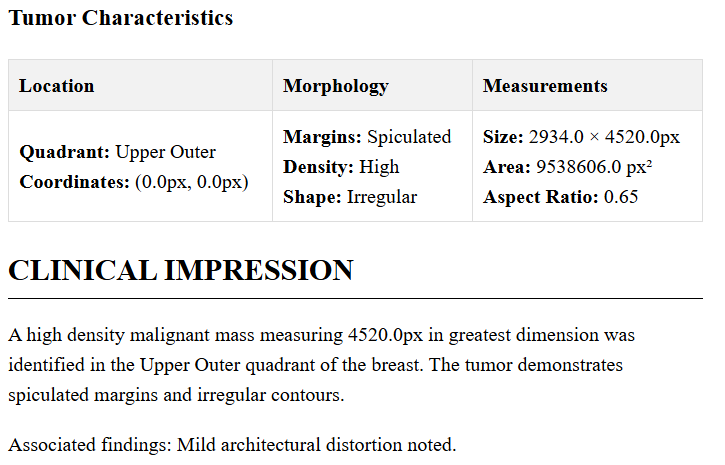 Tumor Characteristics
Location
Morphology
Measurements
Quadrant: Upper Outer
Coordinates: (0.0px, 0.0px)
Margins: Spiculated
Density: High
Shape: Irregular
Size: 2934.0 × 4520.0px
Area: 9538606.0 px²
Aspect Ratio: 0.65
CLINICAL IMPRESSION
A high density malignant mass measuring 4520.0px in greatest dimension was
identified in the Upper Outer quadrant of the breast. The tumor demonstrates
spiculated margins and irregular contours.
Associated findings: Mild architectural distortion noted.